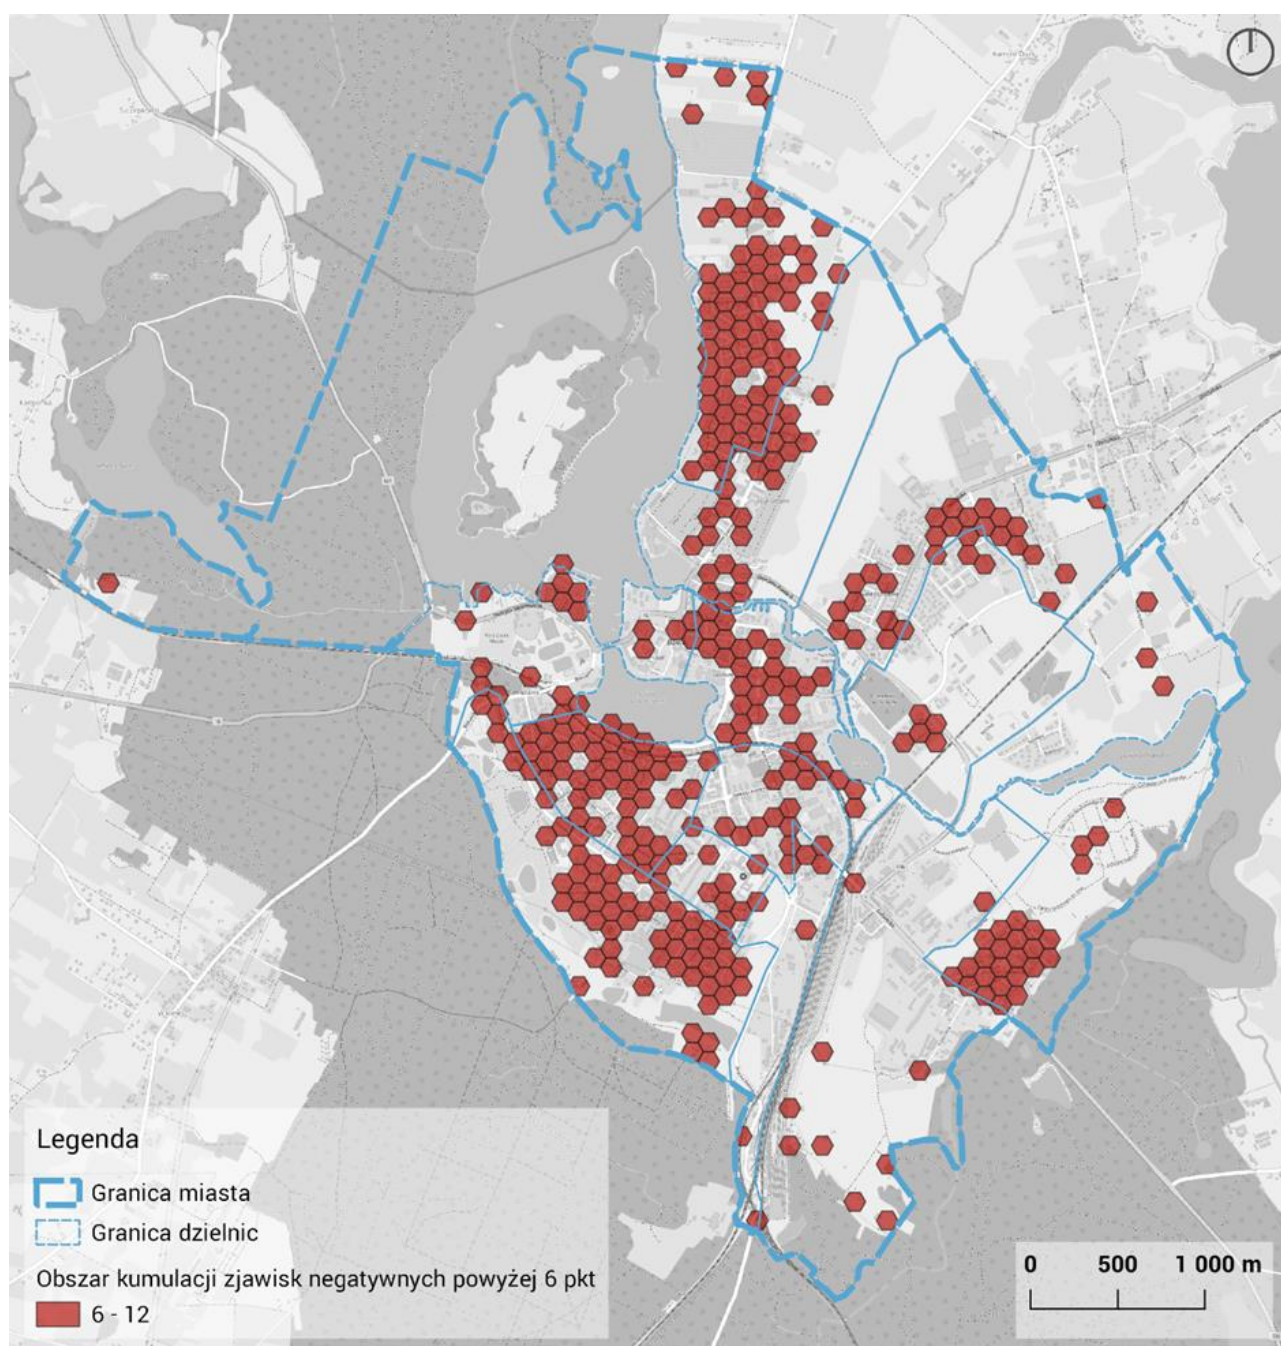 Legenda
Granica miasta
Granica dzielnic
Obszar kumulacji zjawisk negatywnych powyżej 6 pkt
6 - 12
0 500 1 000 m